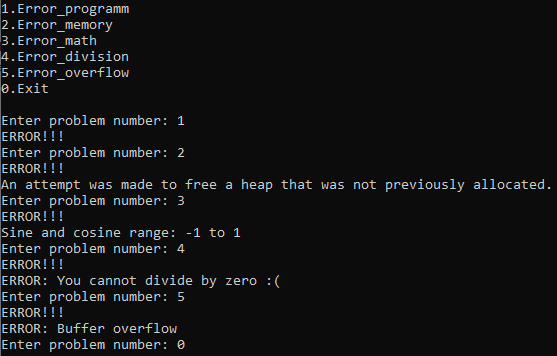 1.Error_programm
2.Error_memory
3.Error_math
4.Error_division
5.Error_overflow
0.Exit
Enter problem number: 1
ERROR!!!
Enter problem number: 2
ERROR!!!
An attempt was made to free a heap that was not previously allocated.
Enter problem number: 3
ERROR!!!
Sine and cosine range: -1 to 1
Enter problem number: 4
ERROR!!!
ERROR: You cannot divide by zero :(
Enter problem number: 5
ERROR!!!
ERROR: Buffer overflow
Enter problem number: 0